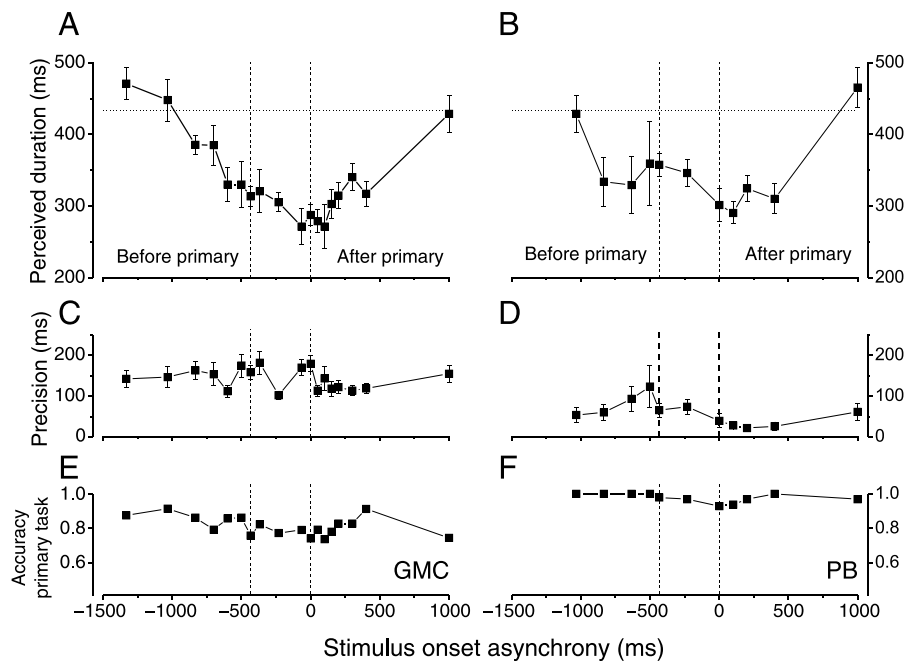 A
B
500
400
300
200
Perceived duration (ms)
Before primary
After primary
Before primary
After primary
500
400
300
200
C
D
200
100
0
Precision (ms)
200
100
0
E
F
1.0
0.8
0.6
Accuracy
primary task
GMC
PB
1.0
0.8
0.6
−1500 −1000 −500 0 500 1000
−1500 −1000 −500 0 500 1000
Stimulus onset asynchrony (ms)